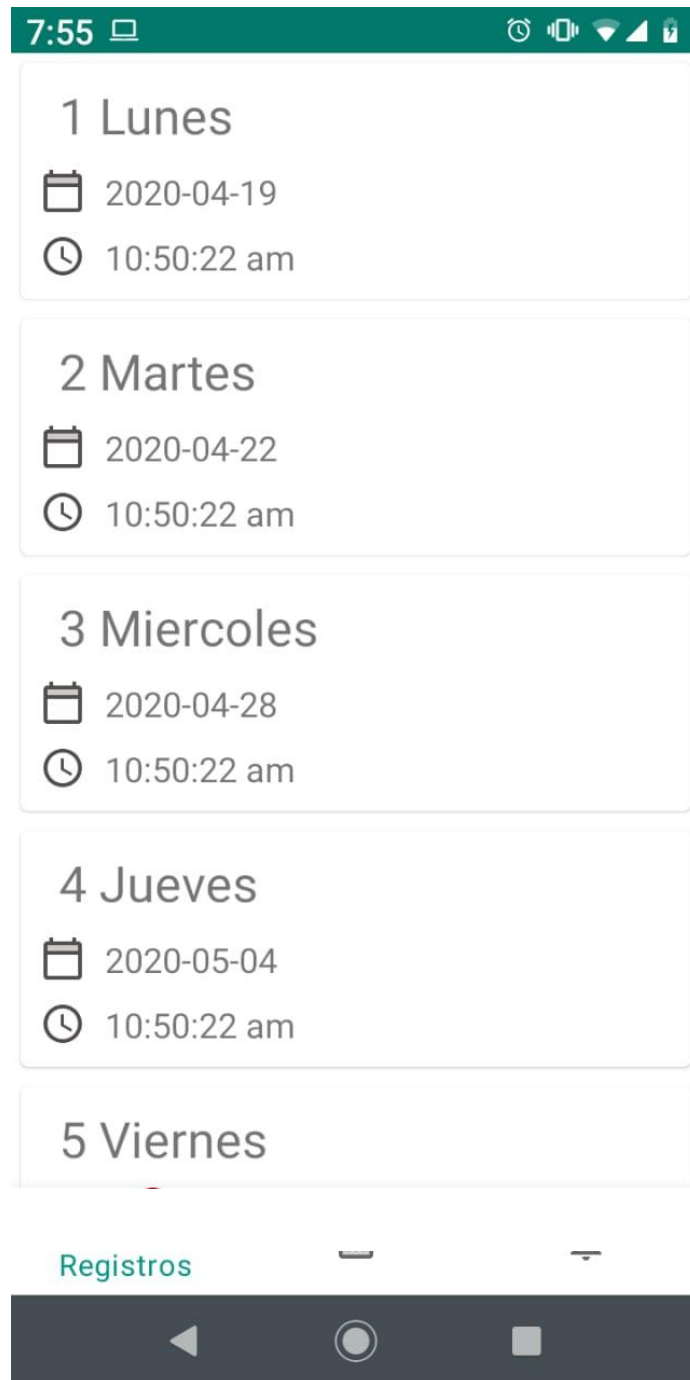 7:55
1 Lunes
2020-04-19
10:50:22 am
2 Martes
2020-04-22
10:50:22 am
3 Miercoles
2020-04-28
10:50:22 am
4 Jueves
2020-05-04
10:50:22 am
5 Viernes
Registros